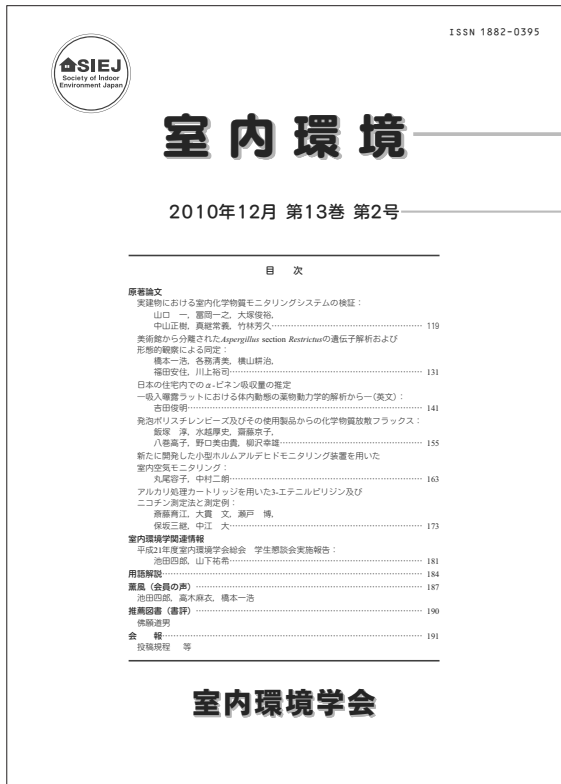 ISSN 1882-0395
SIEJ
Society of Indoor
Environment Japan
室内環境
2010年12月 第13巻 第2号
目 次
原著論文
実建物における室内化学物質モニタリングシステムの検証：
山口 一，冨岡一之，大塚俊裕，
中山正樹，真継常義，竹林芳久…… 119
美術館から分離されたAspergillus section Restrictusの遺伝子解析および
形態的観察による同定：
橋本一浩，各務清美，横山耕治，
福田安住，川上裕司…… 131
日本の住宅内でのα-ピネン吸収量の推定
ー吸入曝露ラットにおける体内動態の薬物動力学的解析からー(英文)：
吉田俊明…… 141
発泡ポリスチレンビーズ及びその使用製品からの化学物質放散フラックス：
飯塚 淳，水越厚史，齋藤京子，
八巻高子，野口美由貴，柳沢幸雄…… 155
新たに開発した小型ホルムアルデヒドモニタリング装置を用いた
室内空気モニタリング：
丸尾容子，中村二朗…… 163
アルカリ処理カートリッジを用いた3-エテニルピリジン及び
ニコチン測定法と測定例：
斎藤育江，大貫 文，瀬戸 博，
保坂三継，中江 大…… 173
室内環境学関連情報
平成21年度室内環境学会総会 学生懇談会実施報告：
池田四郎，山下祐希…… 181
用語解説…… 184
薫風（会員の声）…… 187
池田四郎，高木麻衣，橋本一浩
推薦図書（書評）…… 190
佛願道男
会 報…… 191
投稿規程 等
室内環境学会